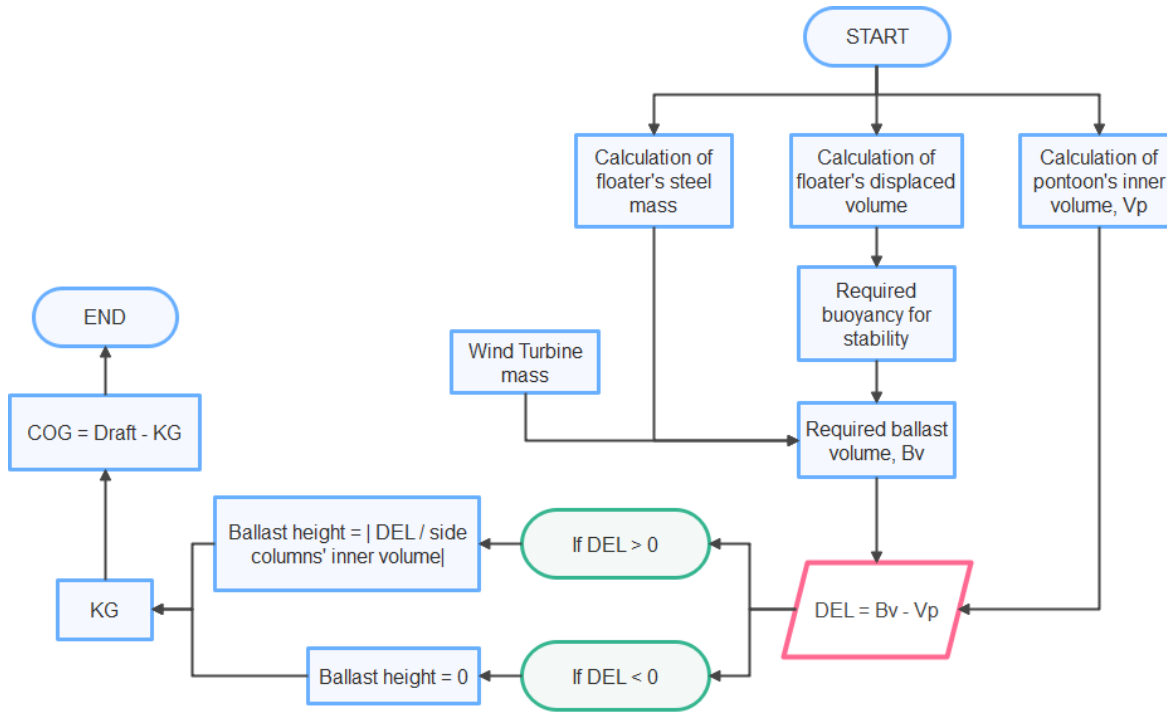 START
Calculation of
floater's steel
mass
Calculation of
floater's displaced
volume
Calculation of
pontoon's inner
volume, Vp
Required
buoyancy for
stability
END
Wind Turbine
mass
COG = Draft - KG
Required ballast
volume, Bv
Ballast height = | DEL / side
columns' inner volume|
If DEL > 0
KG
DEL = Bv - Vp
Ballast height = 0
If DEL < 0